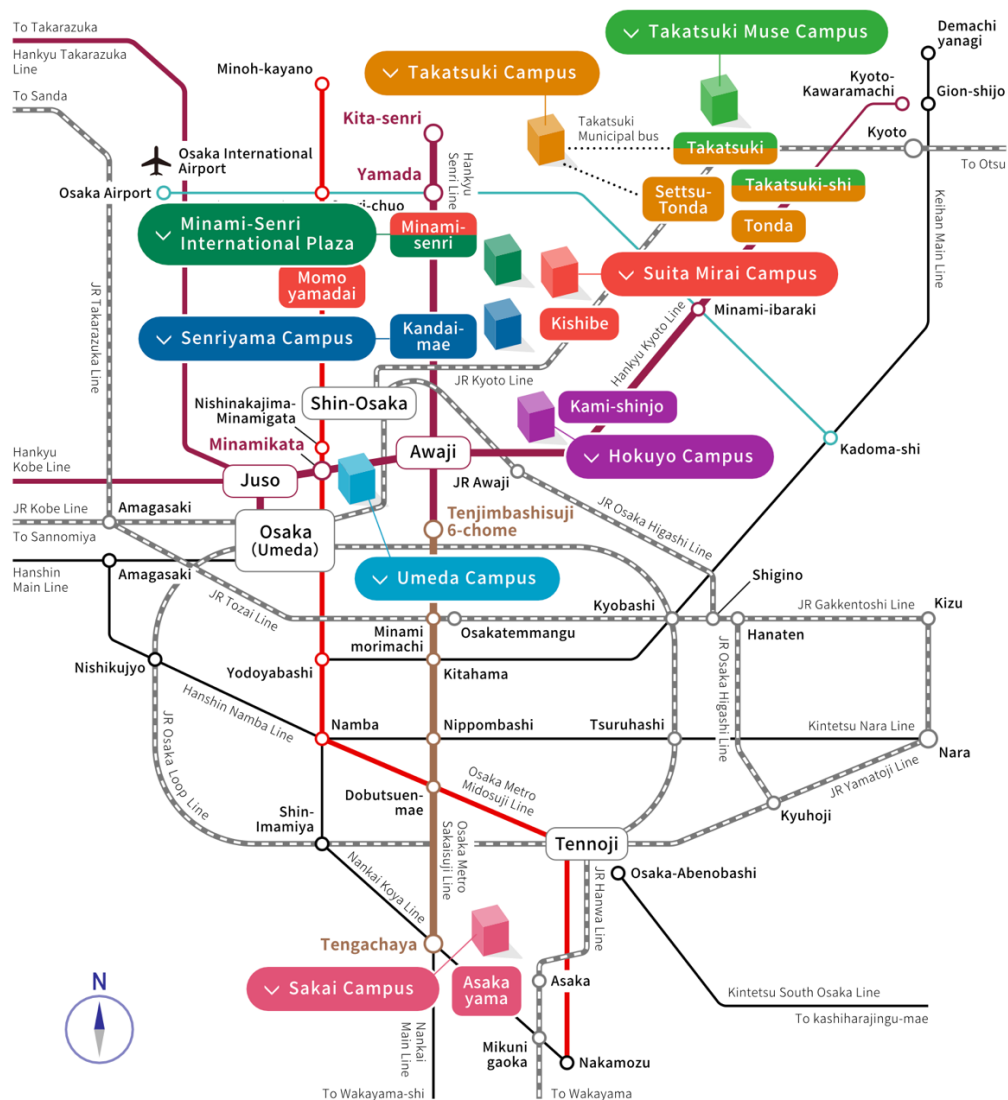 To Takarazuka
Hankyu Takarazuka
Line
To Sanda
Minoh-kayano
Takatsuki Campus
Takatsuki Muse Campus
Demachi
yanagi
Kyoto-
Kawaramachi
Gion-shijo
Kita-senri
Takatsuki
Municipal bus
Takatsuki
Kyoto
To Otsu
Osaka International
Airport
Osaka Airport
Yamada
Hankyu
Senri Line
Settsu-
Tonda
Takatsuki-shi
Tonda
Keihan Main Line
Minami-Senri
International Plaza
Minami-
senri
Momo
yamadai
Suita Mirai Campus
JR Takarazuka Line
Senriyama Campus
Kandai-
mae
Kishibe
Minami-ibaraki
Hankyu Kyoto Line
JR Kyoto Line
Shin-Osaka
Nishinakajima-
Minamigata
Minamikata
Kami-shinjo
Hokuyo Campus
Kadoma-shi
Hankyu
Kobe Line
Juso
Awaji
JR Awaji
JR Kobe Line
To Sannomiya
Amagasaki
Osaka
(Umeda)
Tenjimbashisuji
6-chome
JR Osaka Higashi Line
Hanshin
Main Line
Amagasaki
Umeda Campus
Shigino
JR Tozai Line
Kyobashi
JR Gakkentoshi Line
Kizu
Minami
morimachi
Osakatemmangu
Hanaten
Nishikujyo
Yodoyabashi
Kitahama
JR Osaka Higashi Line
Hanshin Namba Line
Namba
Nippombashi
Tsuruhashi
Kintetsu Nara Line
Nara
JR Osaka Loop Line
Osaka Metro
Midosuji Line
JR Yamatoji Line
Dobutsuen-
mae
Kyuhoji
Shin-
Imamiya
Osaka Metro
Sakaisuji Line
Tennoji
Nankai Koya Line
JR Hanwa Line
Osaka-Abenobashi
Tengachaya
Sakai Campus
Asaka
yama
Asaka
N
Kintetsu South Osaka Line
To kashiharajingu-mae
Nankai
Main Line
Mikuni
gaoka
Nakamozu
To Wakayama-shi
To Wakayama